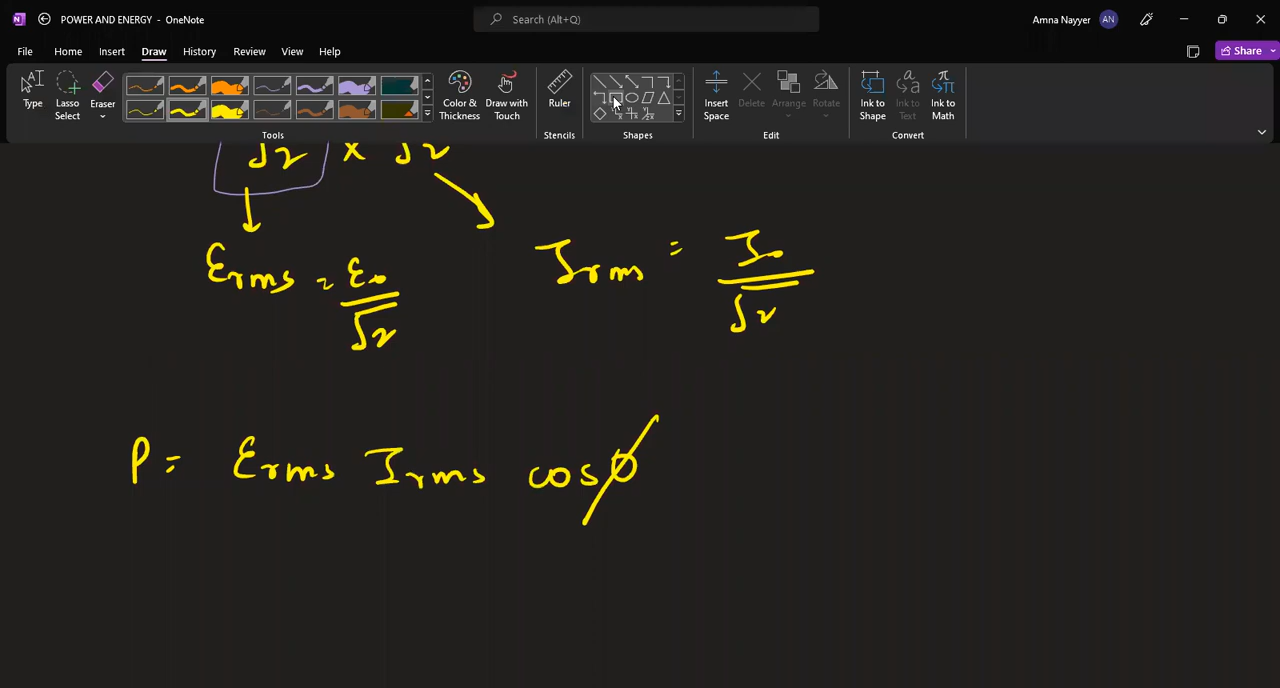 POWER AND ENERGY - OneNote
Search (Alt+Q)
Amna Nayyer AN
File Home Insert Draw History Review View Help Share
Type Lasso Select Eraser Color & Thickness Draw with Touch Ruler Insert Space Delete Arrange Rotate Ink to Shape Ink to Text Ink to Math
Tools Stencils Shapes Edit Convert
√2 × √2
Erms = E₀/√2 Irms = I₀/√2
P = Erms Irms cosφ